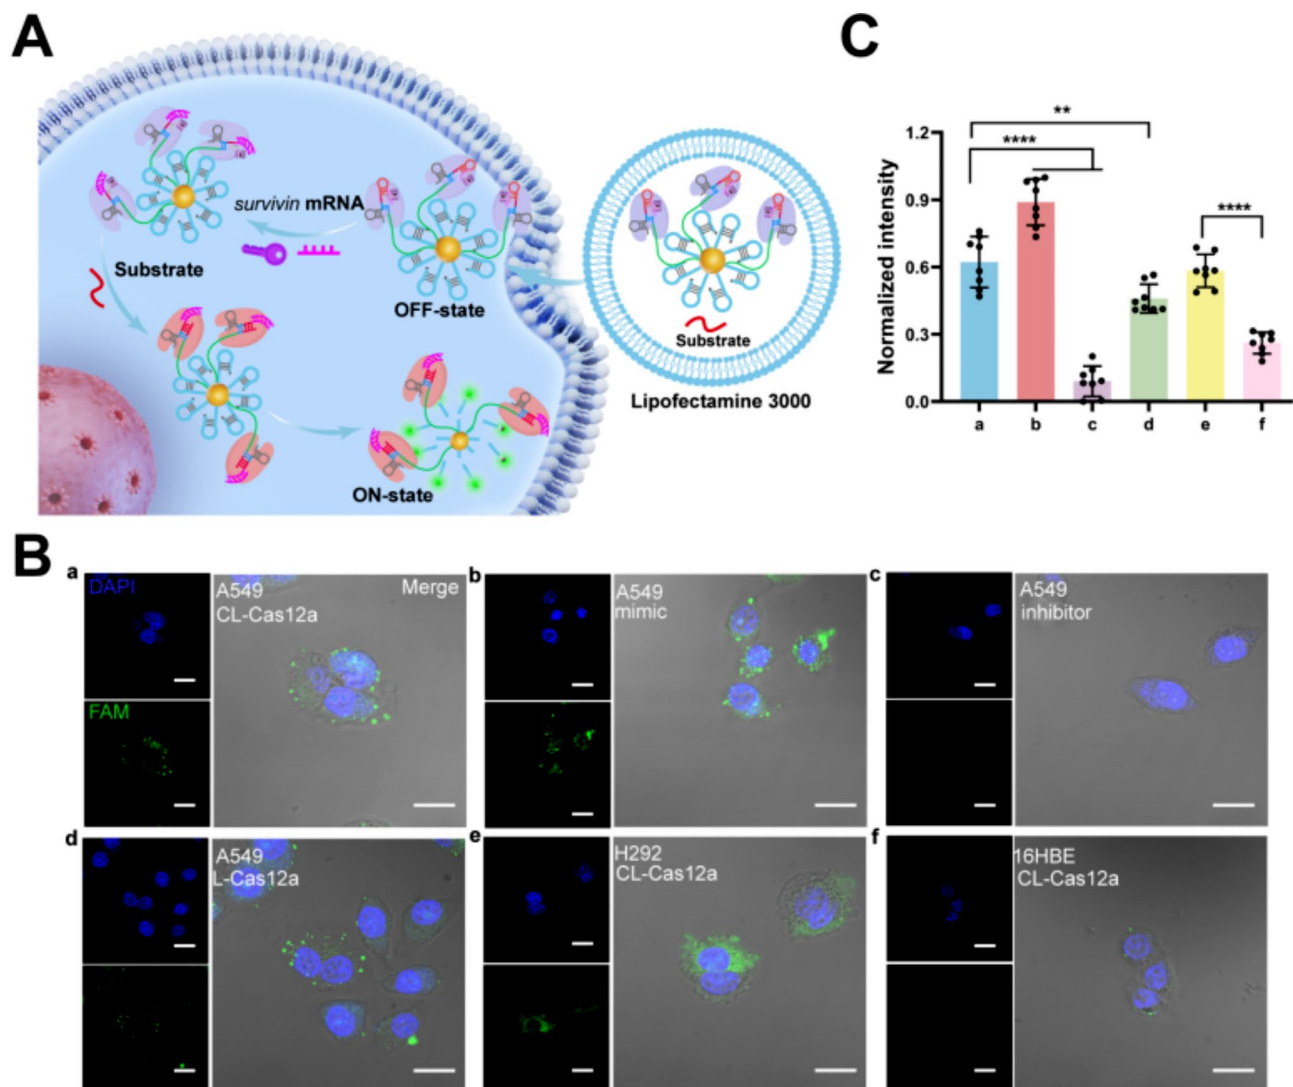 A
survivin mRNA
Substrate
OFF-state
ON-state
Substrate
Lipofectamine 3000
C
Normalized intensity
1.2
0.9
0.6
0.3
0.0
**
****
****
a b c d e f
B
a
DAPI
A549
CL-Cas12a
Merge
FAM
b
A549
mimic
c
A549
inhibitor
d
A549
L-Cas12a
e
H292
CL-Cas12a
f
16HBE
CL-Cas12a